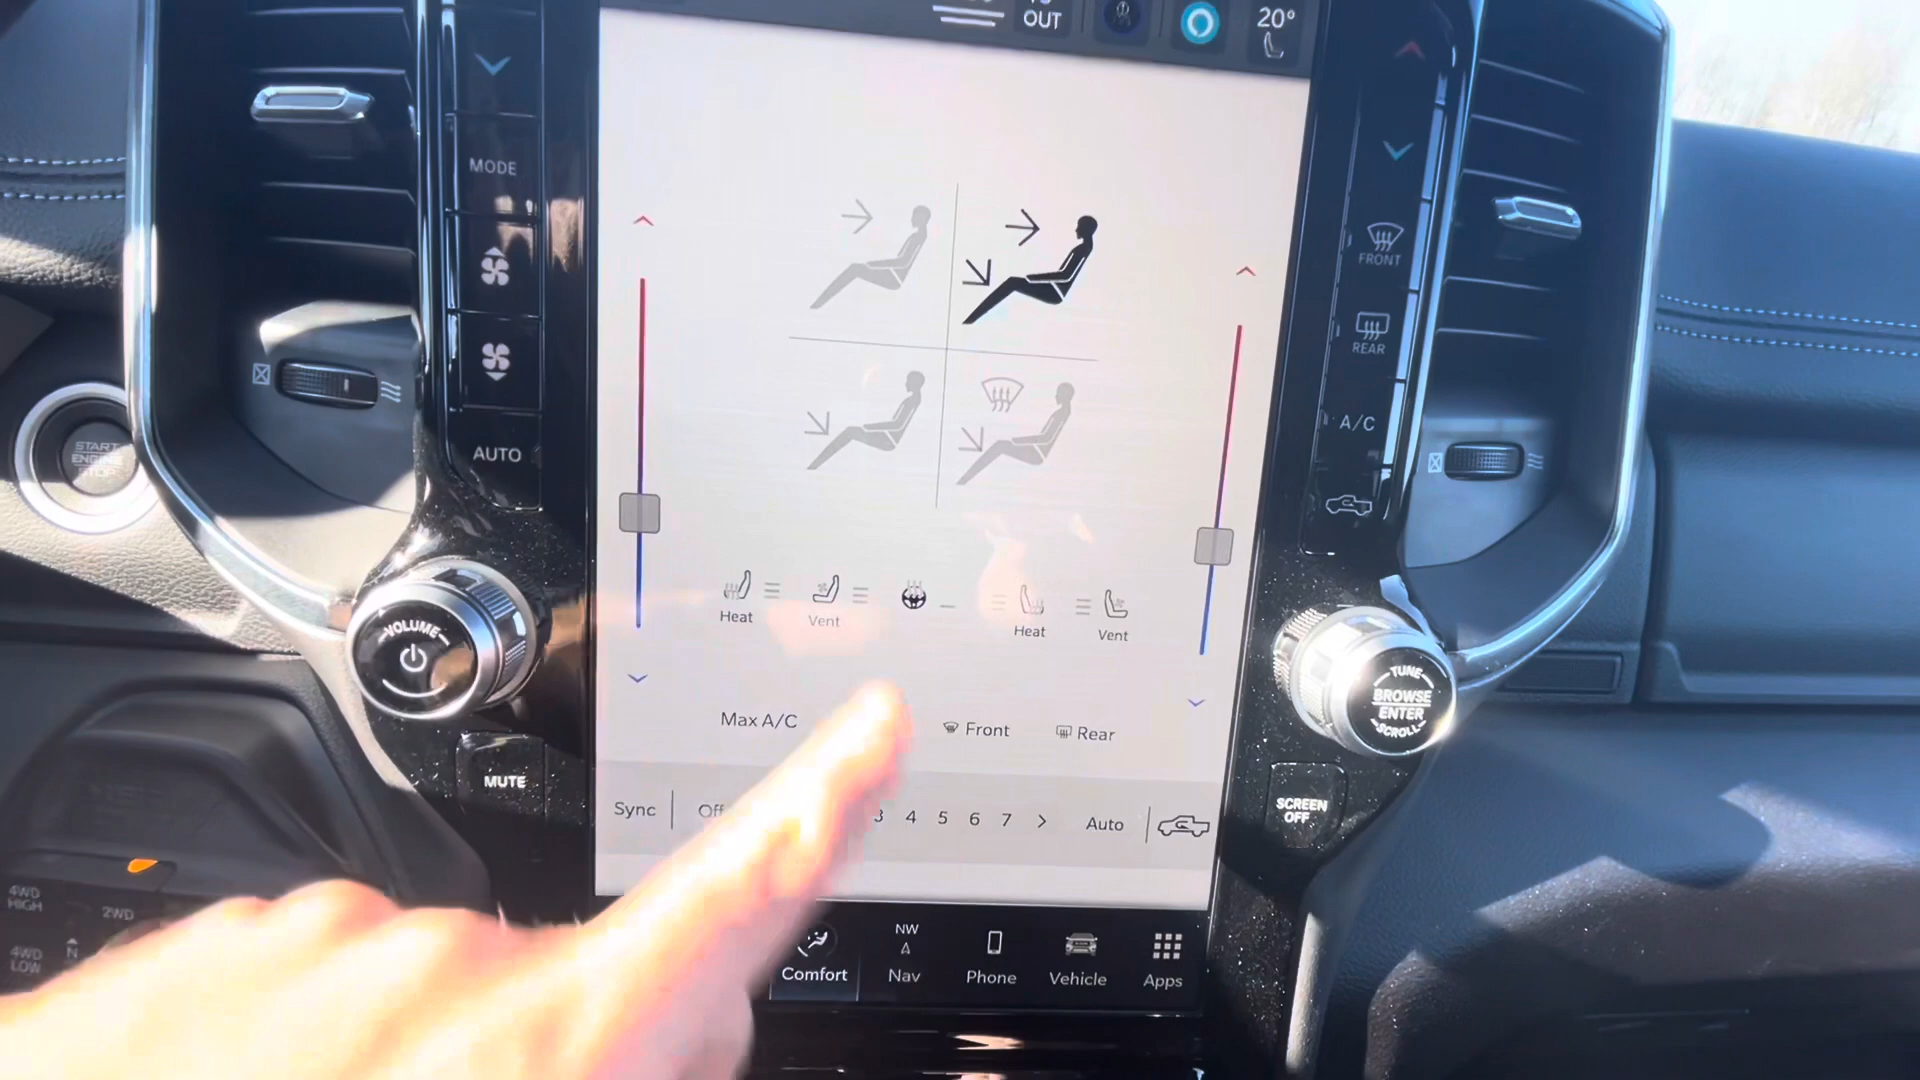 OUT
20°
MODE
FRONT
REAR
A/C
AUTO
START
ENGINE
STOP
Heat
Vent
Heat
Vent
VOLUME
TUNE
BROWSE
ENTER
SCROLL
Max A/C
Front
Rear
MUTE
SCREEN
OFF
Sync
Off
3 4 5 6 7
Auto
4WD
HIGH
2WD
4WD
LOW
N
NW
Comfort
Nav
Phone
Vehicle
Apps